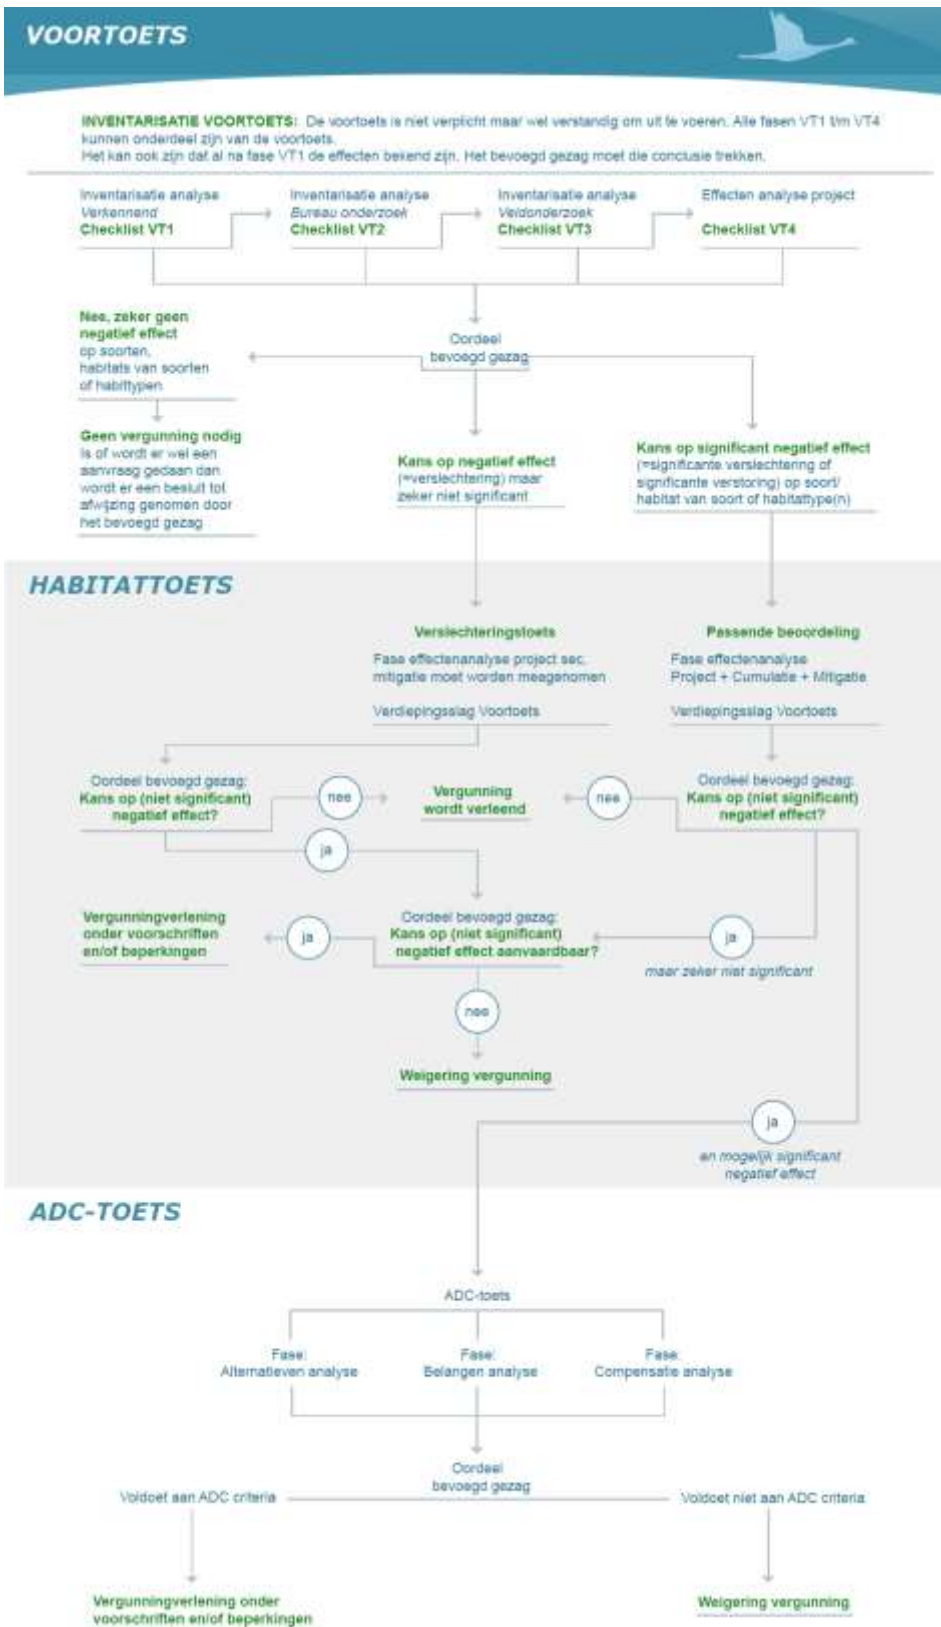 VOORTOETS
INVENTARISATIE VOORTOETS: De voortoets is niet verplicht maar wel verstandig om uit te voeren. Alle fasen VT1 t/m VT4
kunnen onderdeel zijn van de voortoets.
Het kan ook zijn dat al na fase VT1 de effecten bekend zijn. Het bevoegd gezag moet die conclusie trekken.
Inventarisatie analyse
Verkennend
Checklist VT1
Inventarisatie analyse
Bureau onderzoek
Checklist VT2
Inventarisatie analyse
Veldonderzoek
Checklist VT3
Effecten analyse project
Checklist VT4
Oordeel
bevoegd gezag
Nee, zeker geen
negatief effect
op soorten,
habitats van soorten
of habittypen
Geen vergunning nodig
Is of wordt er wel een
aanvraag gedaan dan
wordt er een besluit tot
afwijzing genomen door
het bevoegd gezag
Kans op negatief effect
(=verslechtering) maar
zeker niet significant
Kans op significant negatief effect
(=significante verslechtering of
significante verstoring) op soort/
habitat van soort of habitattype(n)
HABITATTOETS
Verslechteringstoets
Fase effectenanalyse project sec,
mitigatie moet worden meegenomen
Verdiepingsslag Voortoets
Passende beoordeling
Fase effectenanalyse
Project + Cumulatie + Mitigatie
Verdiepingsslag Voortoets
Oordeel bevoegd gezag:
Kans op (niet significant)
negatief effect?
nee
Vergunning
wordt verleend
nee
Oordeel bevoegd gezag:
Kans op (niet significant)
negatief effect?
ja
Vergunningverlening
onder voorschriften
en/of beperkingen
ja
Oordeel bevoegd gezag:
Kans op (niet significant)
negatief effect aanvaardbaar?
ja
maar zeker niet significant
nee
Weigering vergunning
ja
en mogelijk significant
negatief effect
ADC-TOETS
ADC-toets
Fase:
Alternatieven analyse
Fase:
Belangen analyse
Fase:
Compensatie analyse
Oordeel
bevoegd gezag
Voldoet aan ADC criteria
Voldoet niet aan ADC criteria
Vergunningverlening onder
voorschriften en/of beperkingen
Weigering vergunning